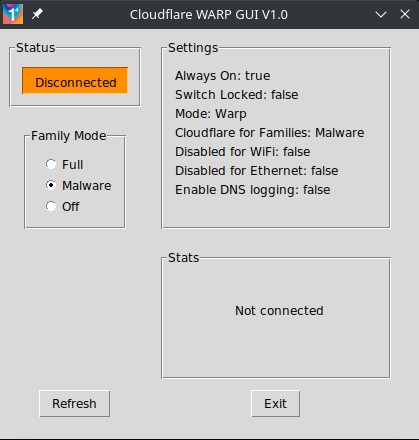 Cloudflare WARP GUI V1.0
Status
Disconnected
Family Mode
Full
Malware
Off
Settings
Always On: true
Switch Locked: false
Mode: Warp
Cloudflare for Families: Malware
Disabled for WiFi: false
Disabled for Ethernet: false
Enable DNS logging: false
Stats
Not connected
Refresh
Exit